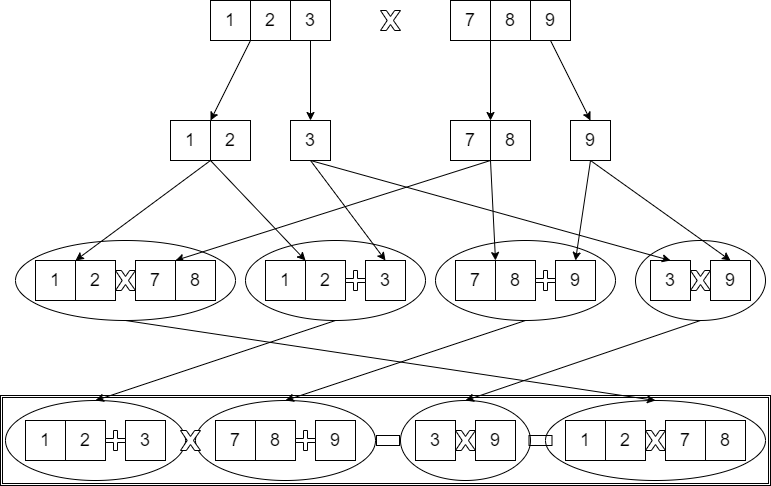 1 2 3 X 7 8 9
1 2 3 7 8 9
1 2 X 7 8 1 2 + 3 7 8 + 9 3 X 9
1 2 + 3 X 7 8 + 9 - 3 X 9 - 1 2 X 7 8